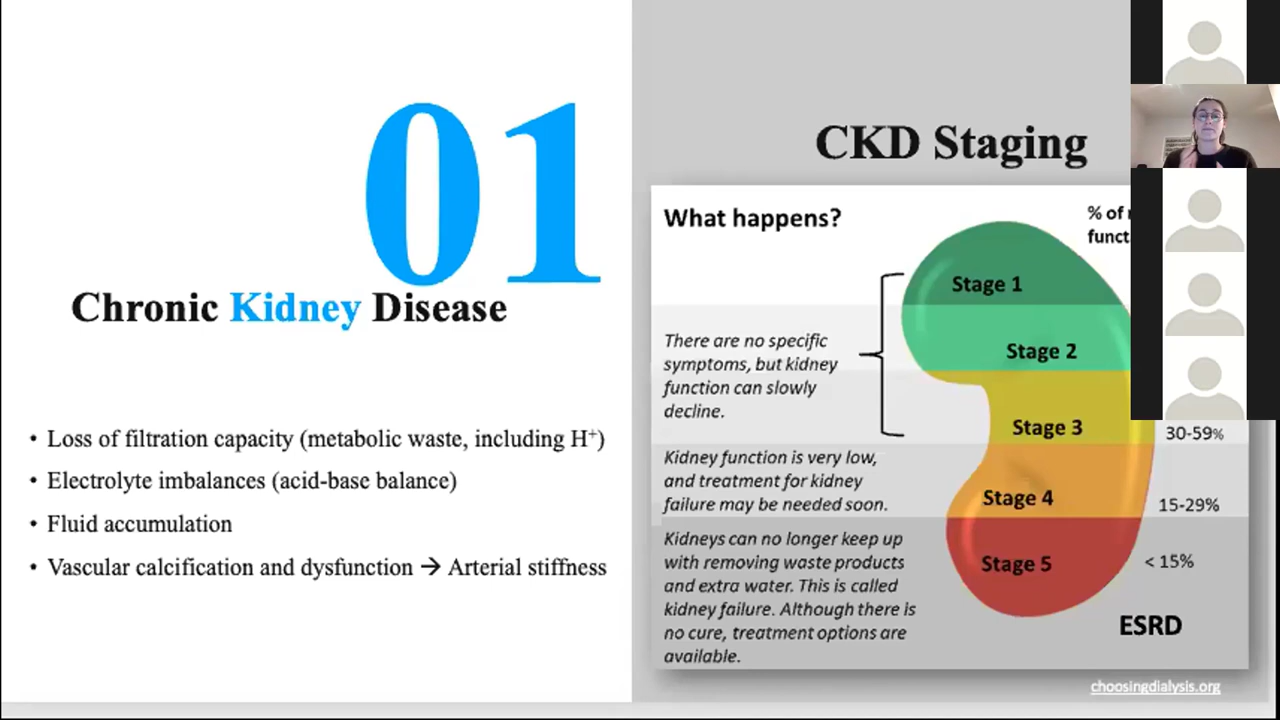 01
Chronic Kidney Disease
• Loss of filtration capacity (metabolic waste, including H⁺)
• Electrolyte imbalances (acid-base balance)
• Fluid accumulation
• Vascular calcification and dysfunction → Arterial stiffness
CKD Staging
What happens?
% of
funct
Stage 1
Stage 2
There are no specific
symptoms, but kidney
function can slowly
decline.
Stage 3
30-59%
Kidney function is very low,
and treatment for kidney
failure may be needed soon.
Stage 4
15-29%
Kidneys can no longer keep up
with removing waste products
and extra water. This is called
kidney failure. Although there is
no cure, treatment options are
available.
Stage 5
< 15%
ESRD
choosingdialysis.org